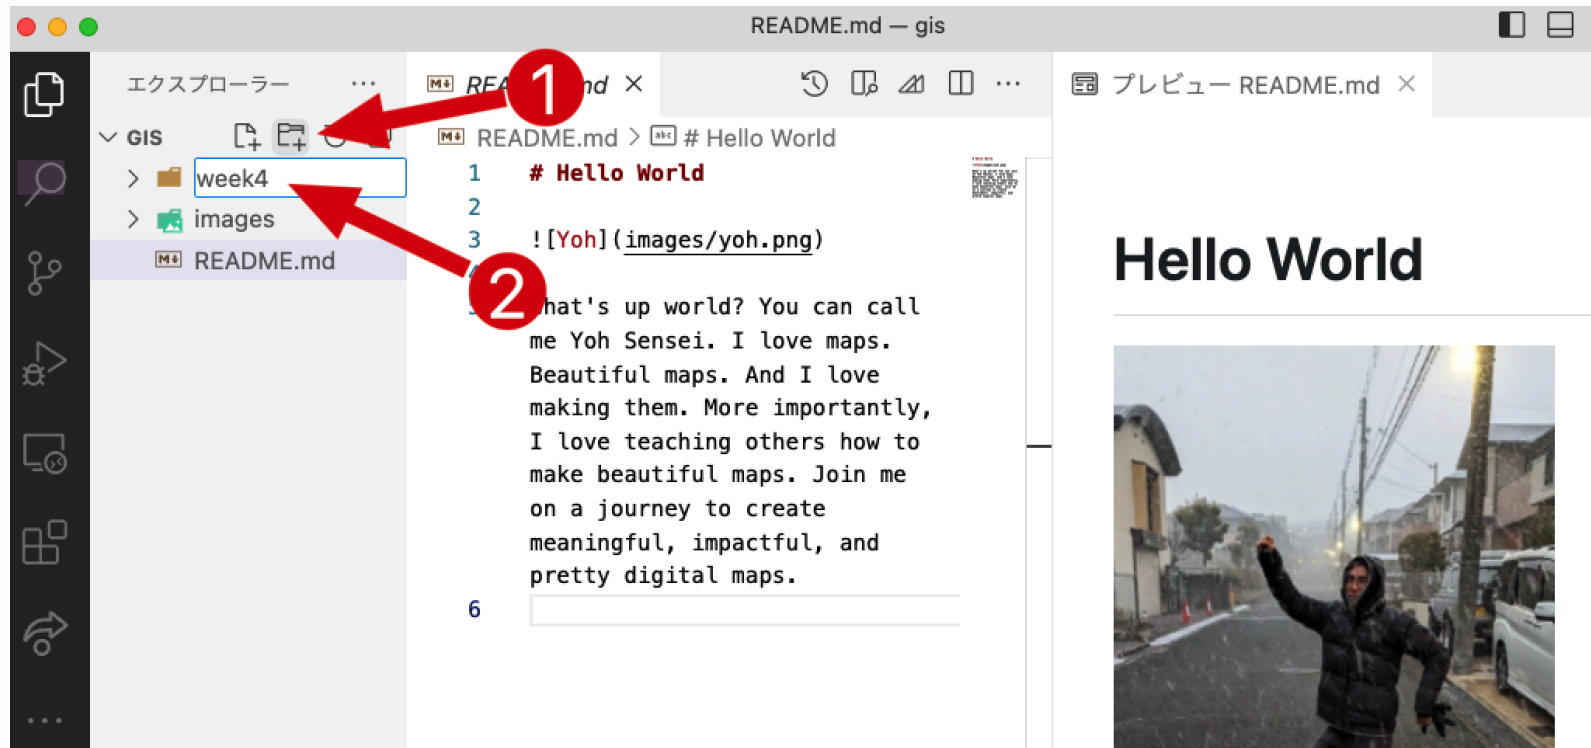 README.md — gis
エクスプローラー
GIS
week4
images
README.md
1
2
README.md > # Hello World
1 # Hello World
2
3 ![Yoh](images/yoh.png)
what's up world? You can call
me Yoh Sensei. I love maps.
Beautiful maps. And I love
making them. More importantly,
I love teaching others how to
make beautiful maps. Join me
on a journey to create
meaningful, impactful, and
pretty digital maps.
6
プレビュー README.md
Hello World